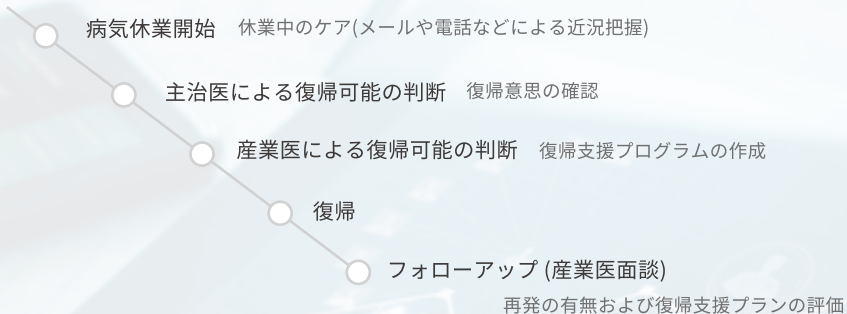 病気休業開始 休業中のケア(メールや電話などによる近況把握)
主治医による復帰可能の判断 復帰意思の確認
産業医による復帰可能の判断 復帰支援プログラムの作成
復帰
フォローアップ (産業医面談)
再発の有無および復帰支援プランの評価